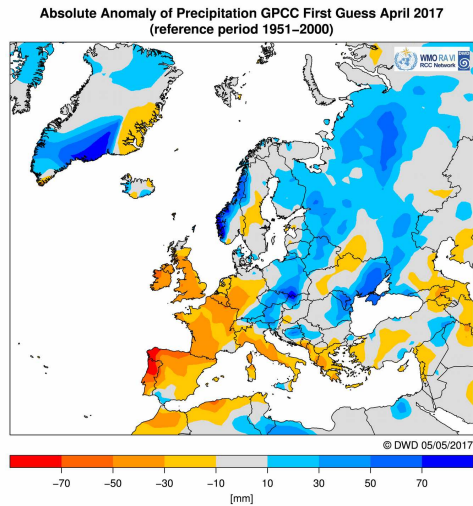 Absolute Anomaly of Precipitation GPCC First Guess April 2017
(reference period 1951−2000)
WMO RA VI
RCC Network
© DWD 05/05/2017
−70 −50 −30 −10 10 30 50 70
[mm]